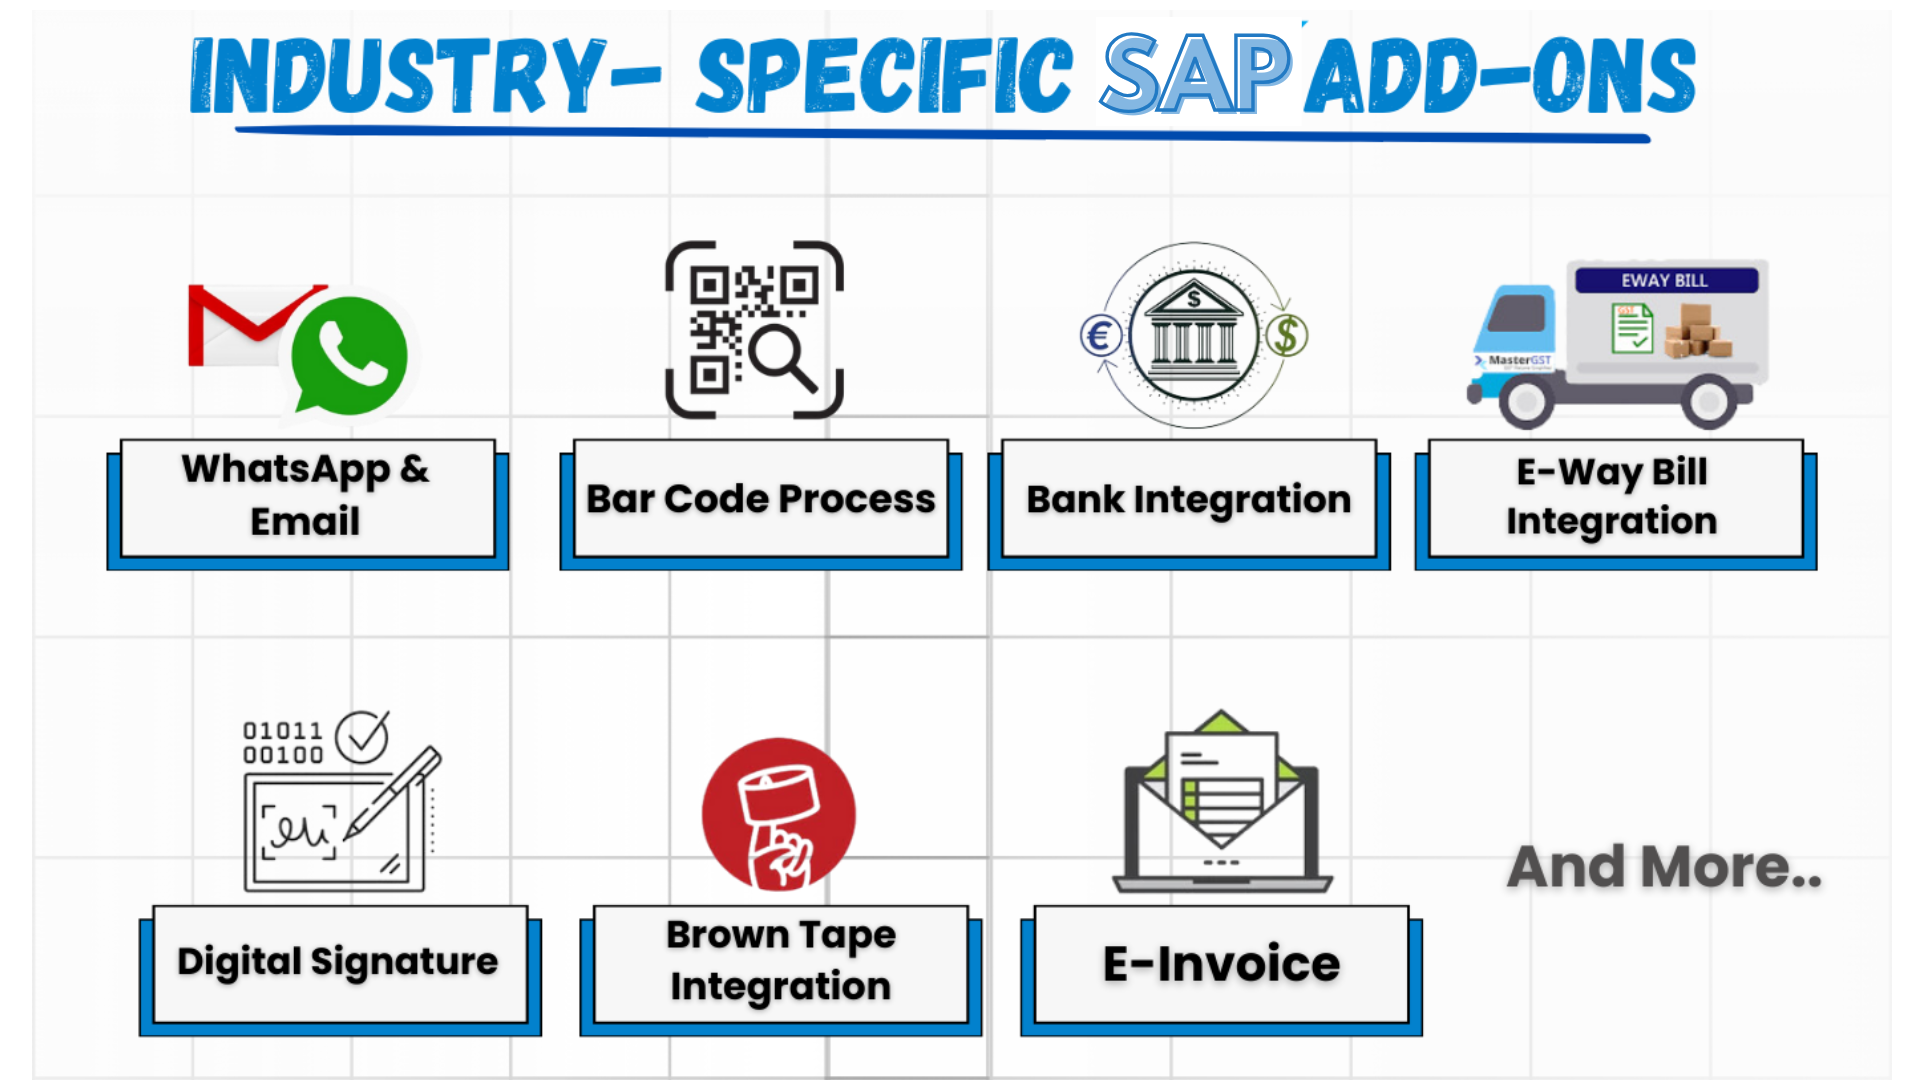 INDUSTRY- SPECIFIC SAP ADD-ONS
EWAY BILL
GST
MasterGST
WhatsApp &
Email
Bar Code Process
Bank Integration
E-Way Bill
Integration
01011
00100
Digital Signature
Brown Tape
Integration
E-Invoice
And More..